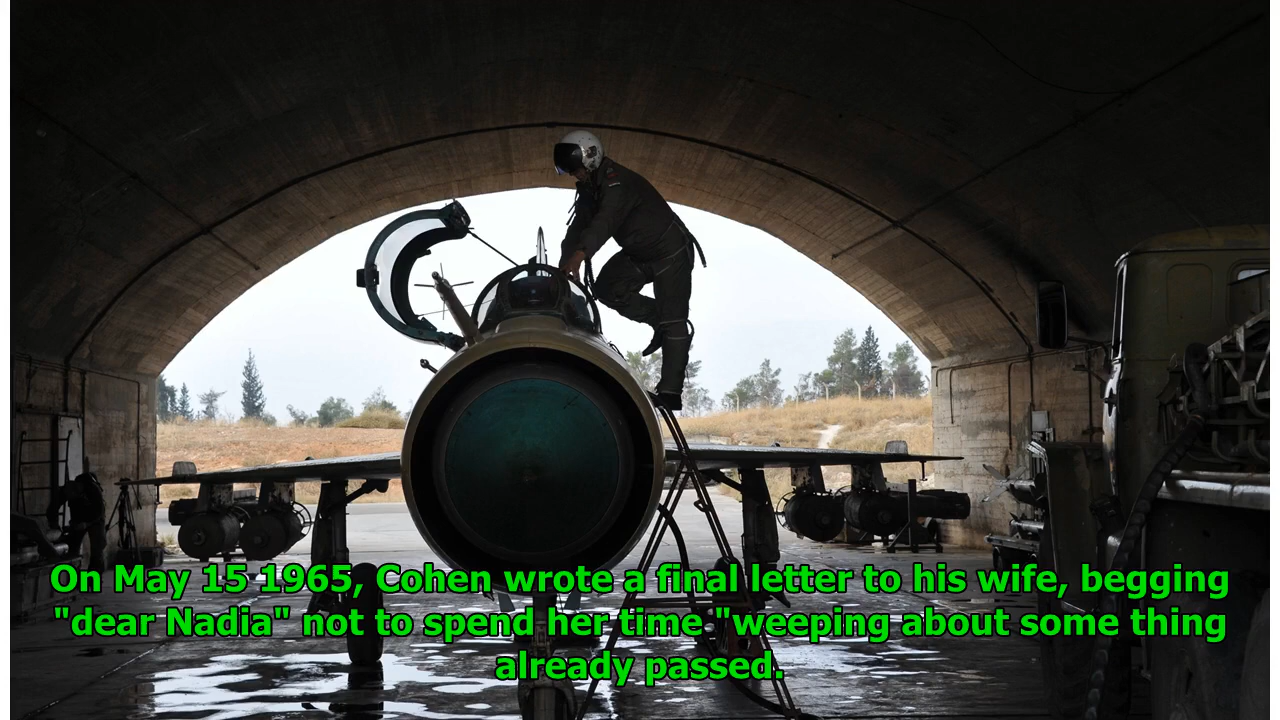 On May 15 1965, Cohen wrote a final letter to his wife, begging
"dear Nadia" not to spend her time "weeping about some thing
already passed.